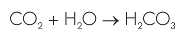 CO₂ + H₂O → H₂CO₃